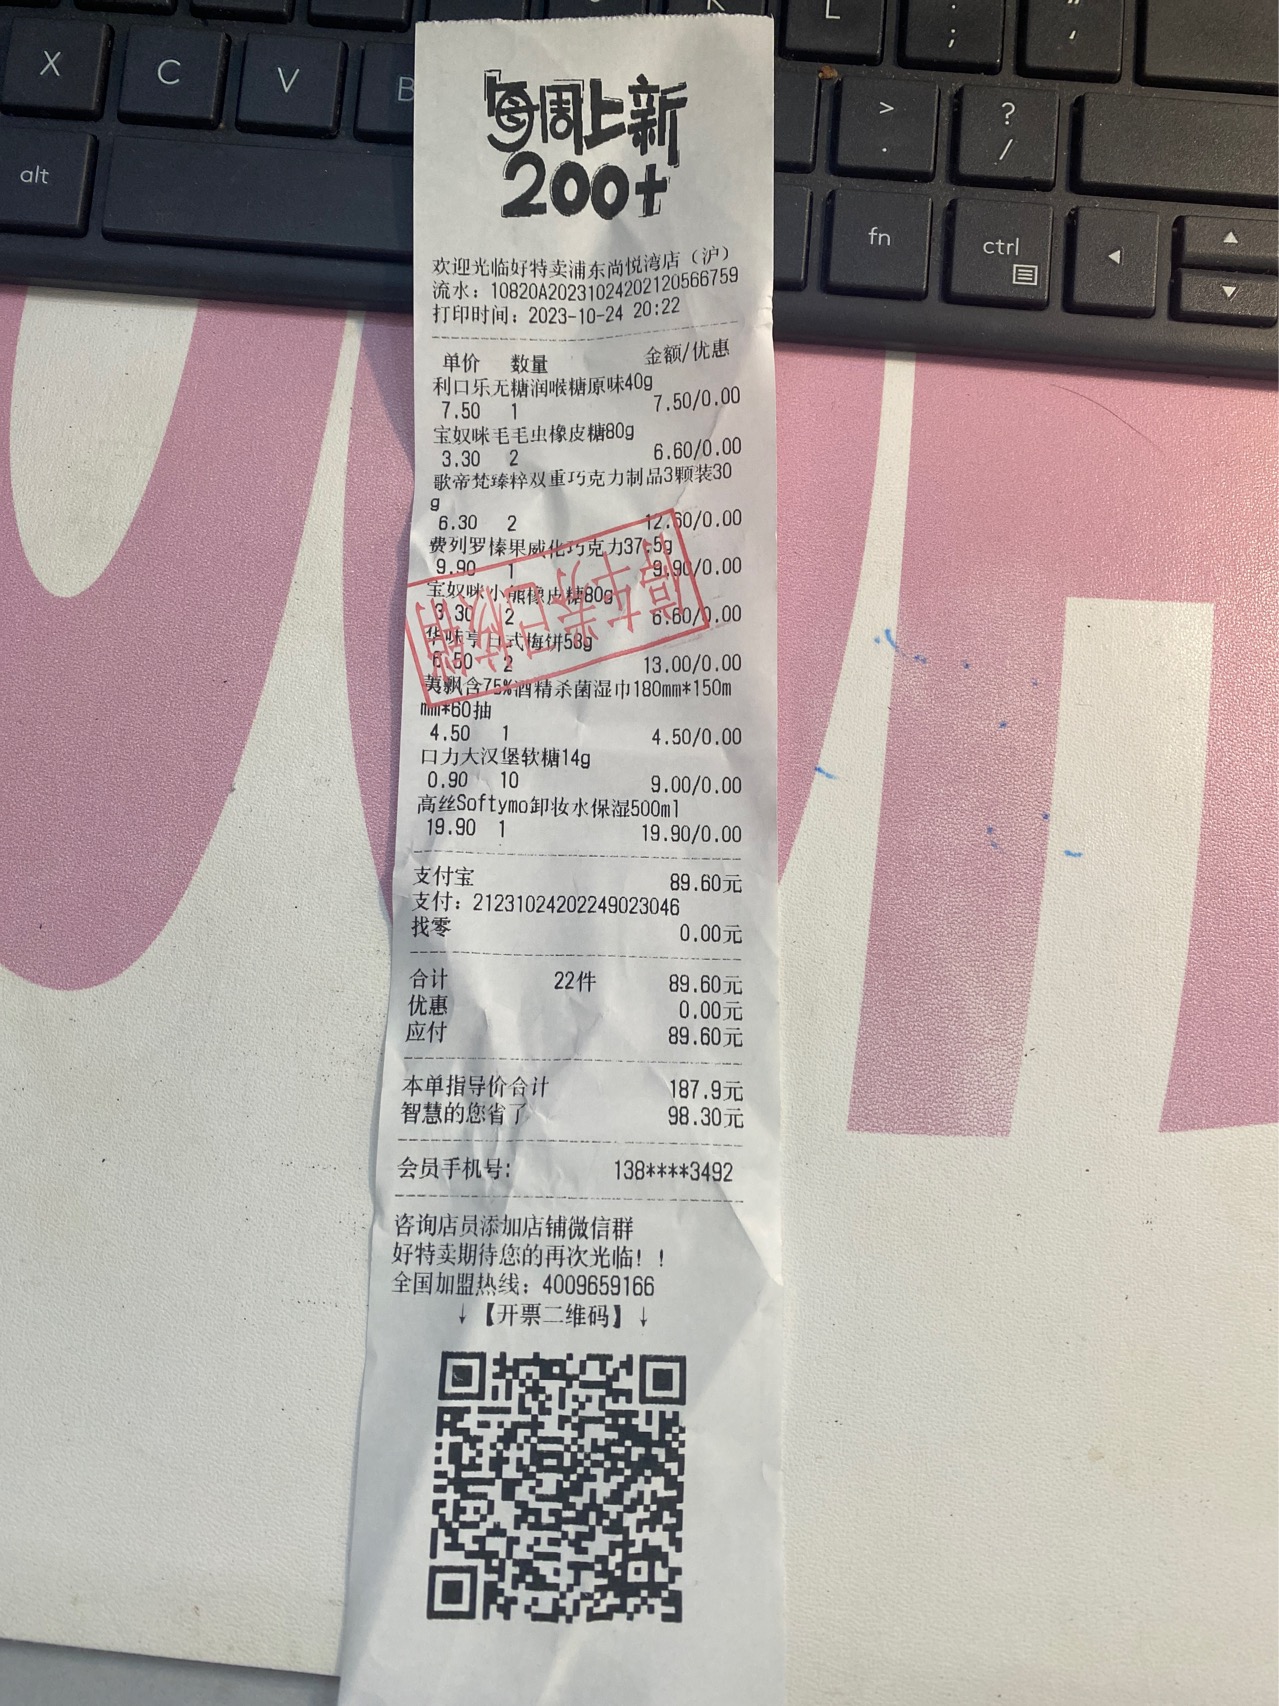 X
C
V
B
K
L
:
;
"
'
>
.
?
/
alt
fn
ctrl
每周上新
200+
欢迎光临好特卖浦东尚悦湾店（沪）
流水：10820A20231024202120566759
打印时间：2023-10-24 20:22
单价 数量 金额/优惠
利口乐无糖润喉糖原味40g
7.50 1 7.50/0.00
宝奴咪毛毛虫橡皮糖80g
3.30 2 6.60/0.00
歌帝梵臻粹双重巧克力制品3颗装30
g
6.30 2 12.60/0.00
费列罗榛果威化巧克力37.5g
9.90 1 9.90/0.00
宝奴咪小熊橡皮糖80g
3.30 2 6.60/0.00
华味亨日式梅饼58g
6.50 2 13.00/0.00
飘含75%酒精杀菌湿巾180mm*150m
mm*60抽
4.50 1 4.50/0.00
口力大汉堡软糖14g
0.90 10 9.00/0.00
高丝Softymo卸妆水保湿500ml
19.90 1 19.90/0.00
支付宝 89.60元
支付：21231024202249023046
找零 0.00元
合计 22件 89.60元
优惠 0.00元
应付 89.60元
本单指导价合计 187.9元
智慧的您省了 98.30元
会员手机号: 138****3492
咨询店员添加店铺微信群
好特卖期待您的再次光临！！
全国加盟热线：4009659166
↓【开票二维码】↓